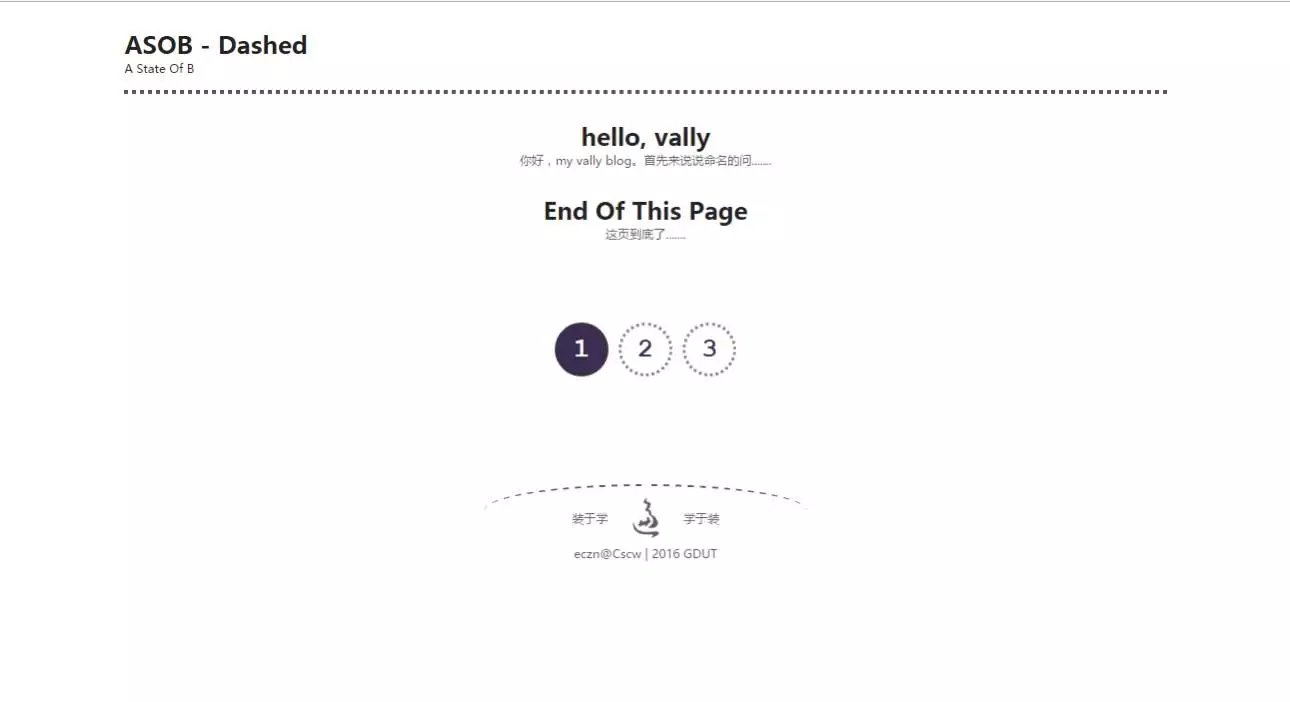 ASOB - Dashed
A State Of B
hello, vally
你好，my vally blog。首先来说说命名的问.......
End Of This Page
这页到底了.......
1 2 3
装于学 学于装
eczn@Cscw | 2016 GDUT